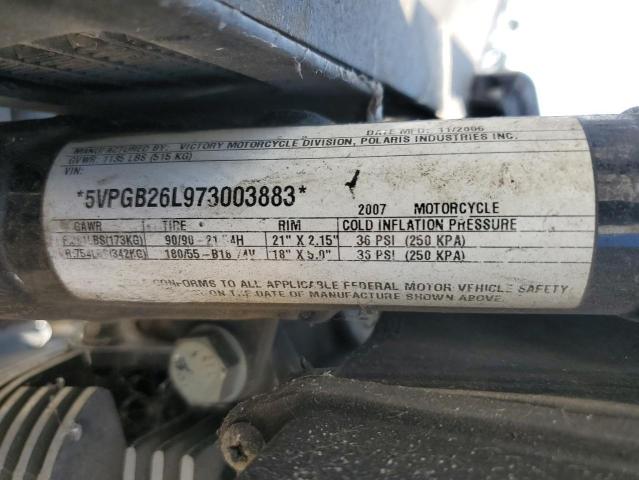 DATE MFD: 11/2006
MANUFACTURED BY: VICTORY MOTORCYCLE DIVISION, POLARIS INDUSTRIES INC.
GVWR: 1135 LBS (515 KG)
VIN:
*5VPGB26L973003883*
2007 MOTORCYCLE
GAWR TIRE RIM COLD INFLATION PRESSURE
LBS(173KG) 90/90 - 21 21" X 2.15" 36 PSI (250 KPA)
(342KG) 180/55 -B18 18" X 5.0" 35 PSI (250 KPA)
CONFORMS TO ALL APPLICABLE FEDERAL MOTOR VEHICLE SAFETY
ON THE DATE OF MANUFACTURE SHOWN ABOVE.